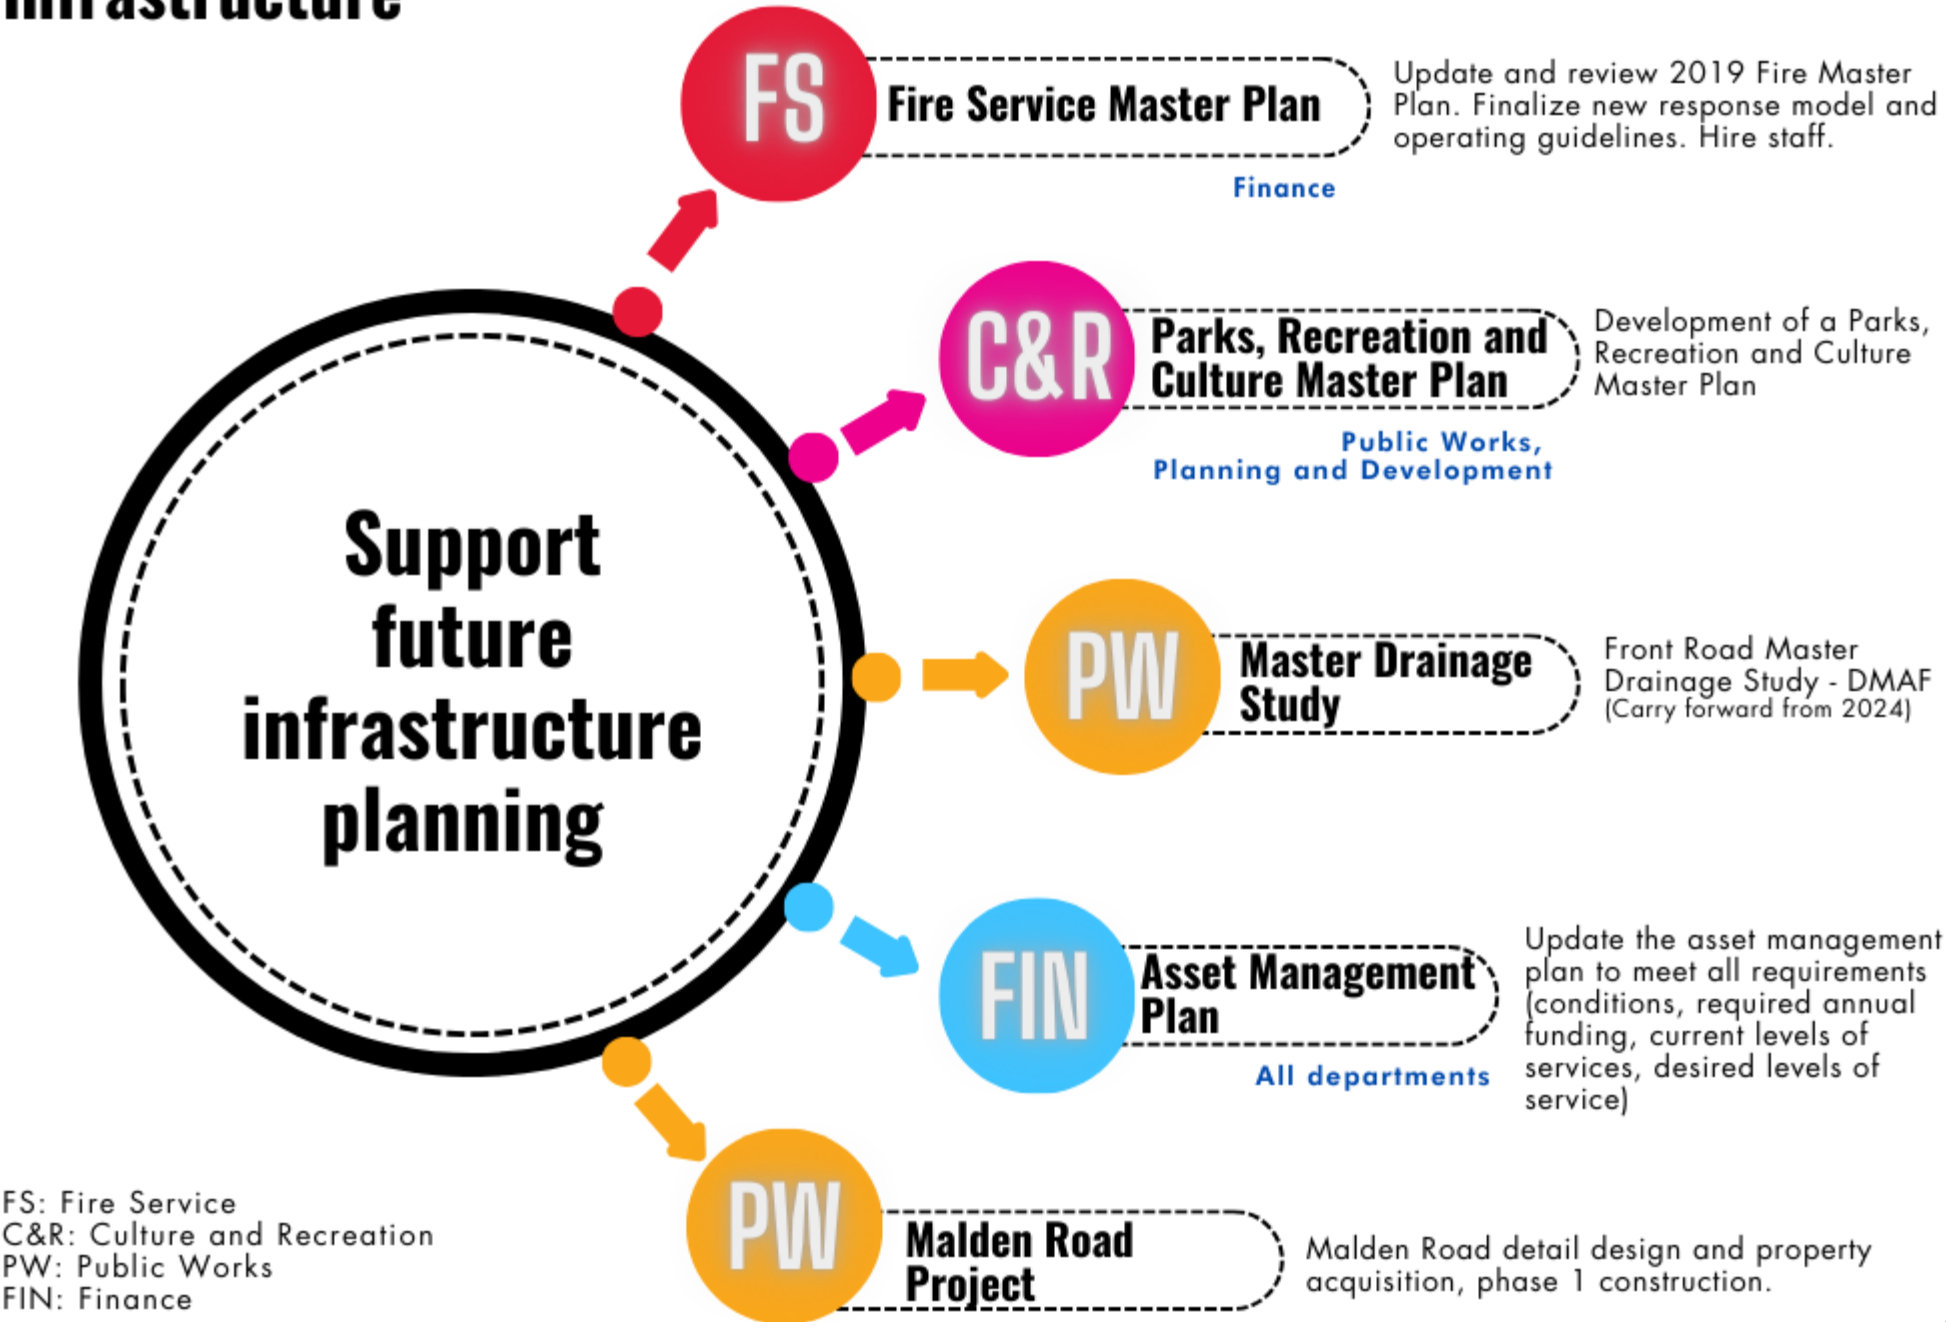 Infrastructure
FS
Fire Service Master Plan
Update and review 2019 Fire Master
Plan. Finalize new response model and
operating guidelines. Hire staff.
Finance
C&R
Parks, Recreation and
Culture Master Plan
Development of a Parks,
Recreation and Culture
Master Plan
Public Works,
Planning and Development
Support
future
infrastructure
planning
PW
Master Drainage
Study
Front Road Master
Drainage Study - DMAF
(Carry forward from 2024)
FIN
Asset Management
Plan
Update the asset management
plan to meet all requirements
(conditions, required annual
funding, current levels of
services, desired levels of
service)
All departments
PW
Malden Road
Project
Malden Road detail design and property
acquisition, phase 1 construction.
FS: Fire Service
C&R: Culture and Recreation
PW: Public Works
FIN: Finance